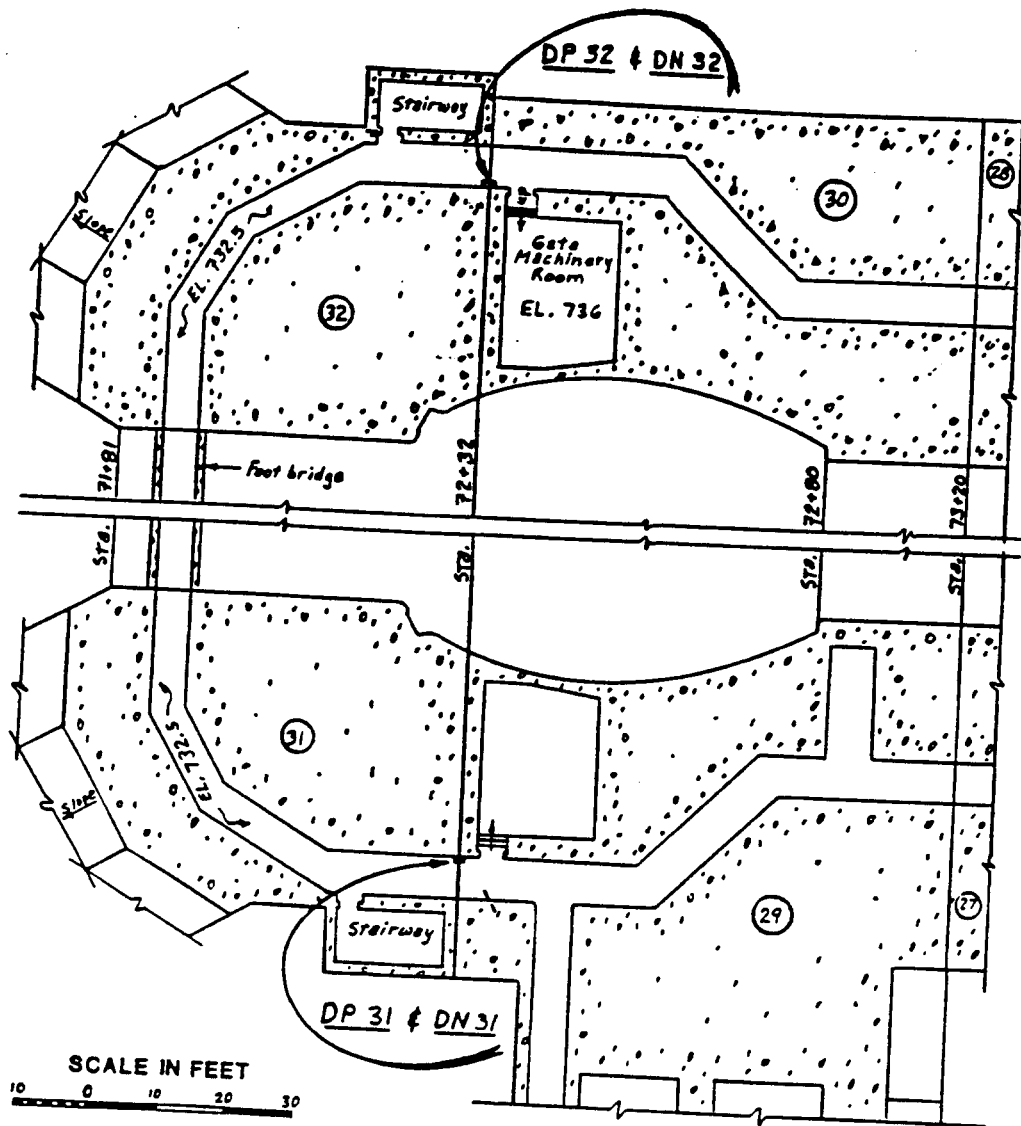 DP 32 & DN 32
Stairway
28
30
Slope
EL. 732.5
UP
Gate
Machinery
Room
EL. 736
32
Foot bridge
Sta. 71+81
Sta. 72+32
Sta. 72+80
Sta. 73+20
31
EL. 732.5
Slope
29
27
Stairway
DP 31 & DN 31
SCALE IN FEET
10 0 10 20 30